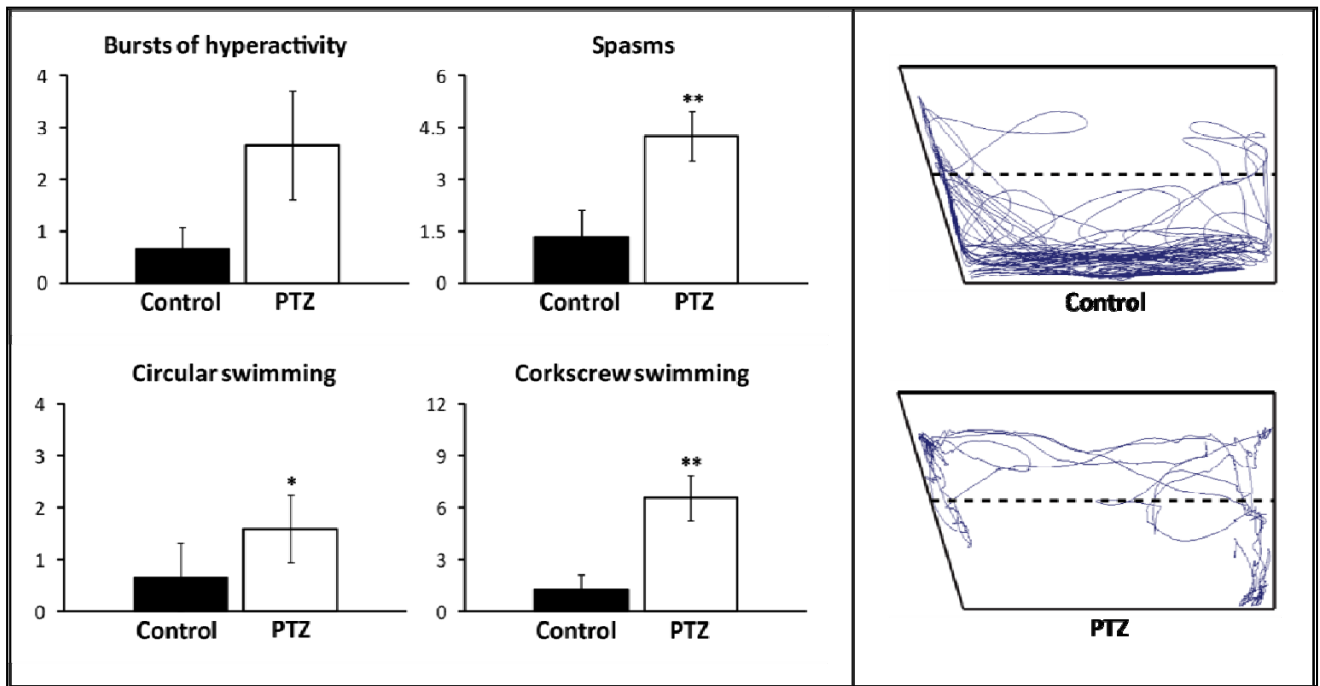 Bursts of hyperactivity
4
3
2
1
0
Control PTZ
Spasms
6
4.5
3
1.5
0
**
Control PTZ
Circular swimming
4
3
2
1
0
*
Control PTZ
Corkscrew swimming
12
9
6
3
0
**
Control PTZ
Control
PTZ